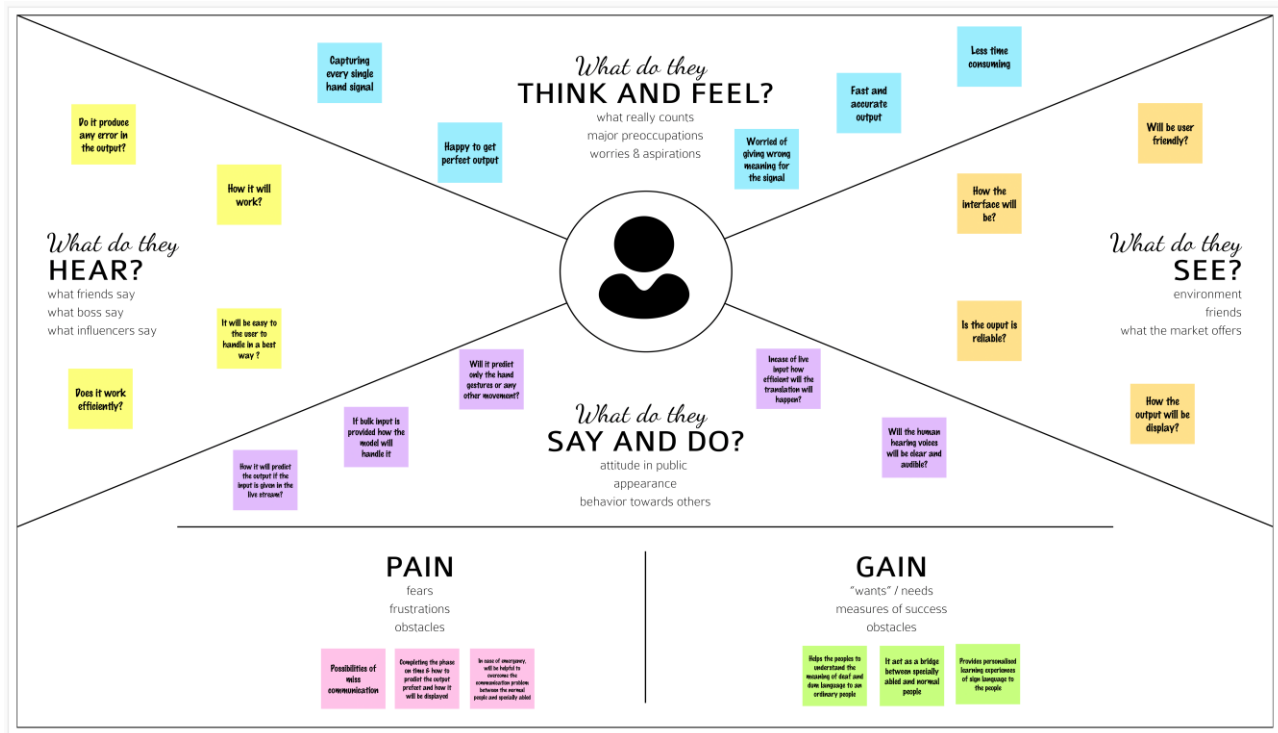 What do they
THINK AND FEEL?
what really counts
major preoccupations
worries & aspirations
Capturing
every single
hand signal
Happy to get
perfect output
Worried of
giving wrong
meaning for
the signal
Fast and
accurate
output
Less time
consuming
What do they
HEAR?
what friends say
what boss say
what influencers say
Do it produce
any error in
the output?
How it will
work?
It will be easy to
the user to
handle in a best
way ?
Does it work
efficiently?
What do they
SEE?
environment
friends
what the market offers
Will be user
friendly?
How the
interface will
be?
Is the ouput is
reliable?
How the
output will be
display?
What do they
SAY AND DO?
attitude in public
appearance
behavior towards others
Will it predict
only the hand
gestures or any
other movement?
If bulk input is
provided how the
model will
handle it
How it will predict
the output if the
input is given in the
live stream?
Incase of live
input how
efficient will the
translation will
happen?
Will the human
hearing voices
will be clear and
audible?
PAIN
fears
frustrations
obstacles
Possibilities of
miss
communication
Completing the phase
on time & how to
predict the output
prefect and how it
will be displayed
In case of emergency,
will be helpful to
overcome the
communication problem
between the normal
people and specially abled
GAIN
“wants” / needs
measures of success
obstacles
Helps the peoples to
understand the
meaning of deaf and
dum language to an
ordinary people
It act as a bridge
between specially
abled and normal
people
Provides personalised
learning experiences
of sign language to
the people